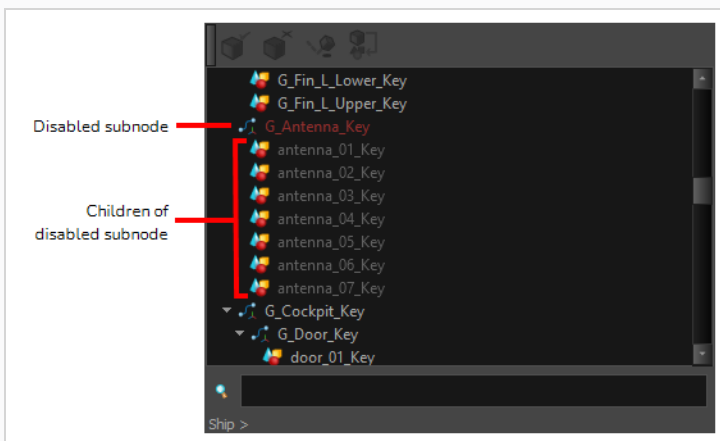 G_Fin_L_Lower_Key
G_Fin_L_Upper_Key
Disabled subnode
G_Antenna_Key
antenna_01_Key
antenna_02_Key
antenna_03_Key
Children of
disabled subnode
antenna_04_Key
antenna_05_Key
antenna_06_Key
antenna_07_Key
G_Cockpit_Key
G_Door_Key
door_01_Key
Ship >